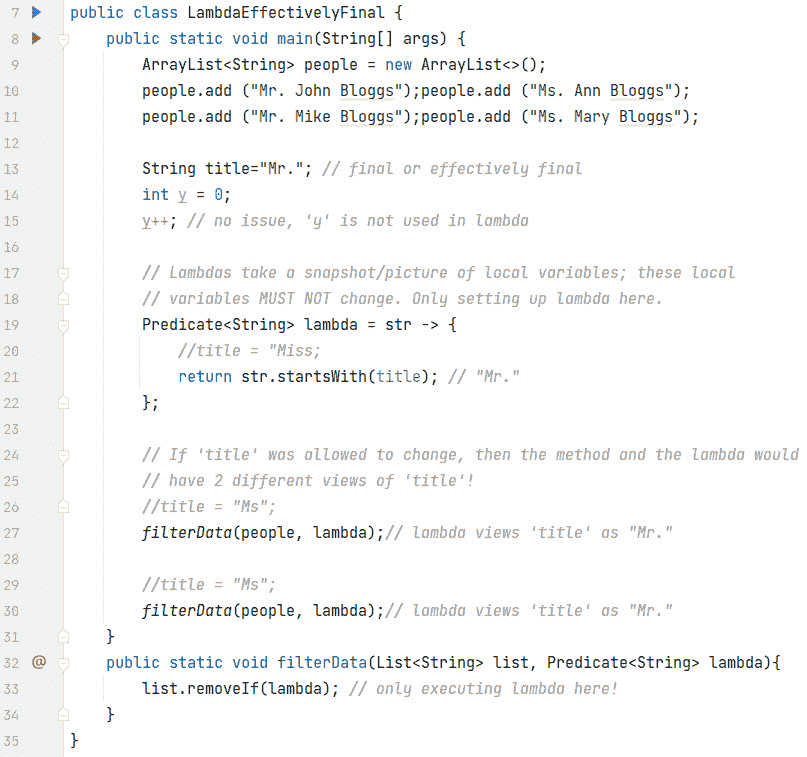 7 public class LambdaEffectivelyFinal {
8 public static void main(String[] args) {
9 ArrayList<String> people = new ArrayList<>();
10 people.add ("Mr. John Bloggs");people.add ("Ms. Ann Bloggs");
11 people.add ("Mr. Mike Bloggs");people.add ("Ms. Mary Bloggs");
12
13 String title="Mr."; // final or effectively final
14 int y = 0;
15 y++; // no issue, 'y' is not used in lambda
16
17 // Lambdas take a snapshot/picture of local variables; these local
18 // variables MUST NOT change. Only setting up lambda here.
19 Predicate<String> lambda = str -> {
20 //title = "Miss;
21 return str.startsWith(title); // "Mr."
22 };
23
24 // If 'title' was allowed to change, then the method and the lambda would
25 // have 2 different views of 'title'!
26 //title = "Ms";
27 filterData(people, lambda);// lambda views 'title' as "Mr."
28
29 //title = "Ms";
30 filterData(people, lambda);// lambda views 'title' as "Mr."
31 }
32 @ public static void filterData(List<String> list, Predicate<String> lambda){
33 list.removeIf(lambda); // only executing lambda here!
34 }
35 }